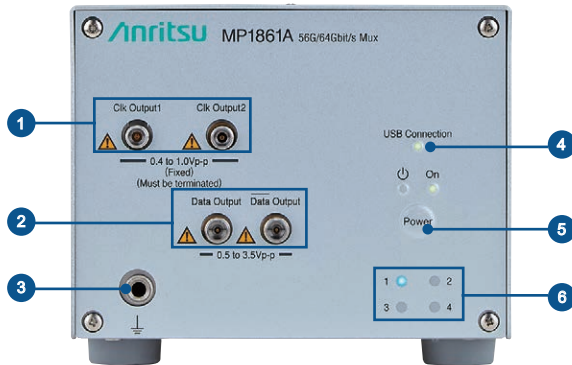 Anritsu MP1861A 56G/64Gbit/s Mux
Clk Output1 Clk Output2
1
USB Connection
4
0.4 to 1.0Vp-p
(Fixed)
(Must be terminated)
On
2
Data Output Data Output
Power
5
0.5 to 3.5Vp-p
3
1 2
6
3 4